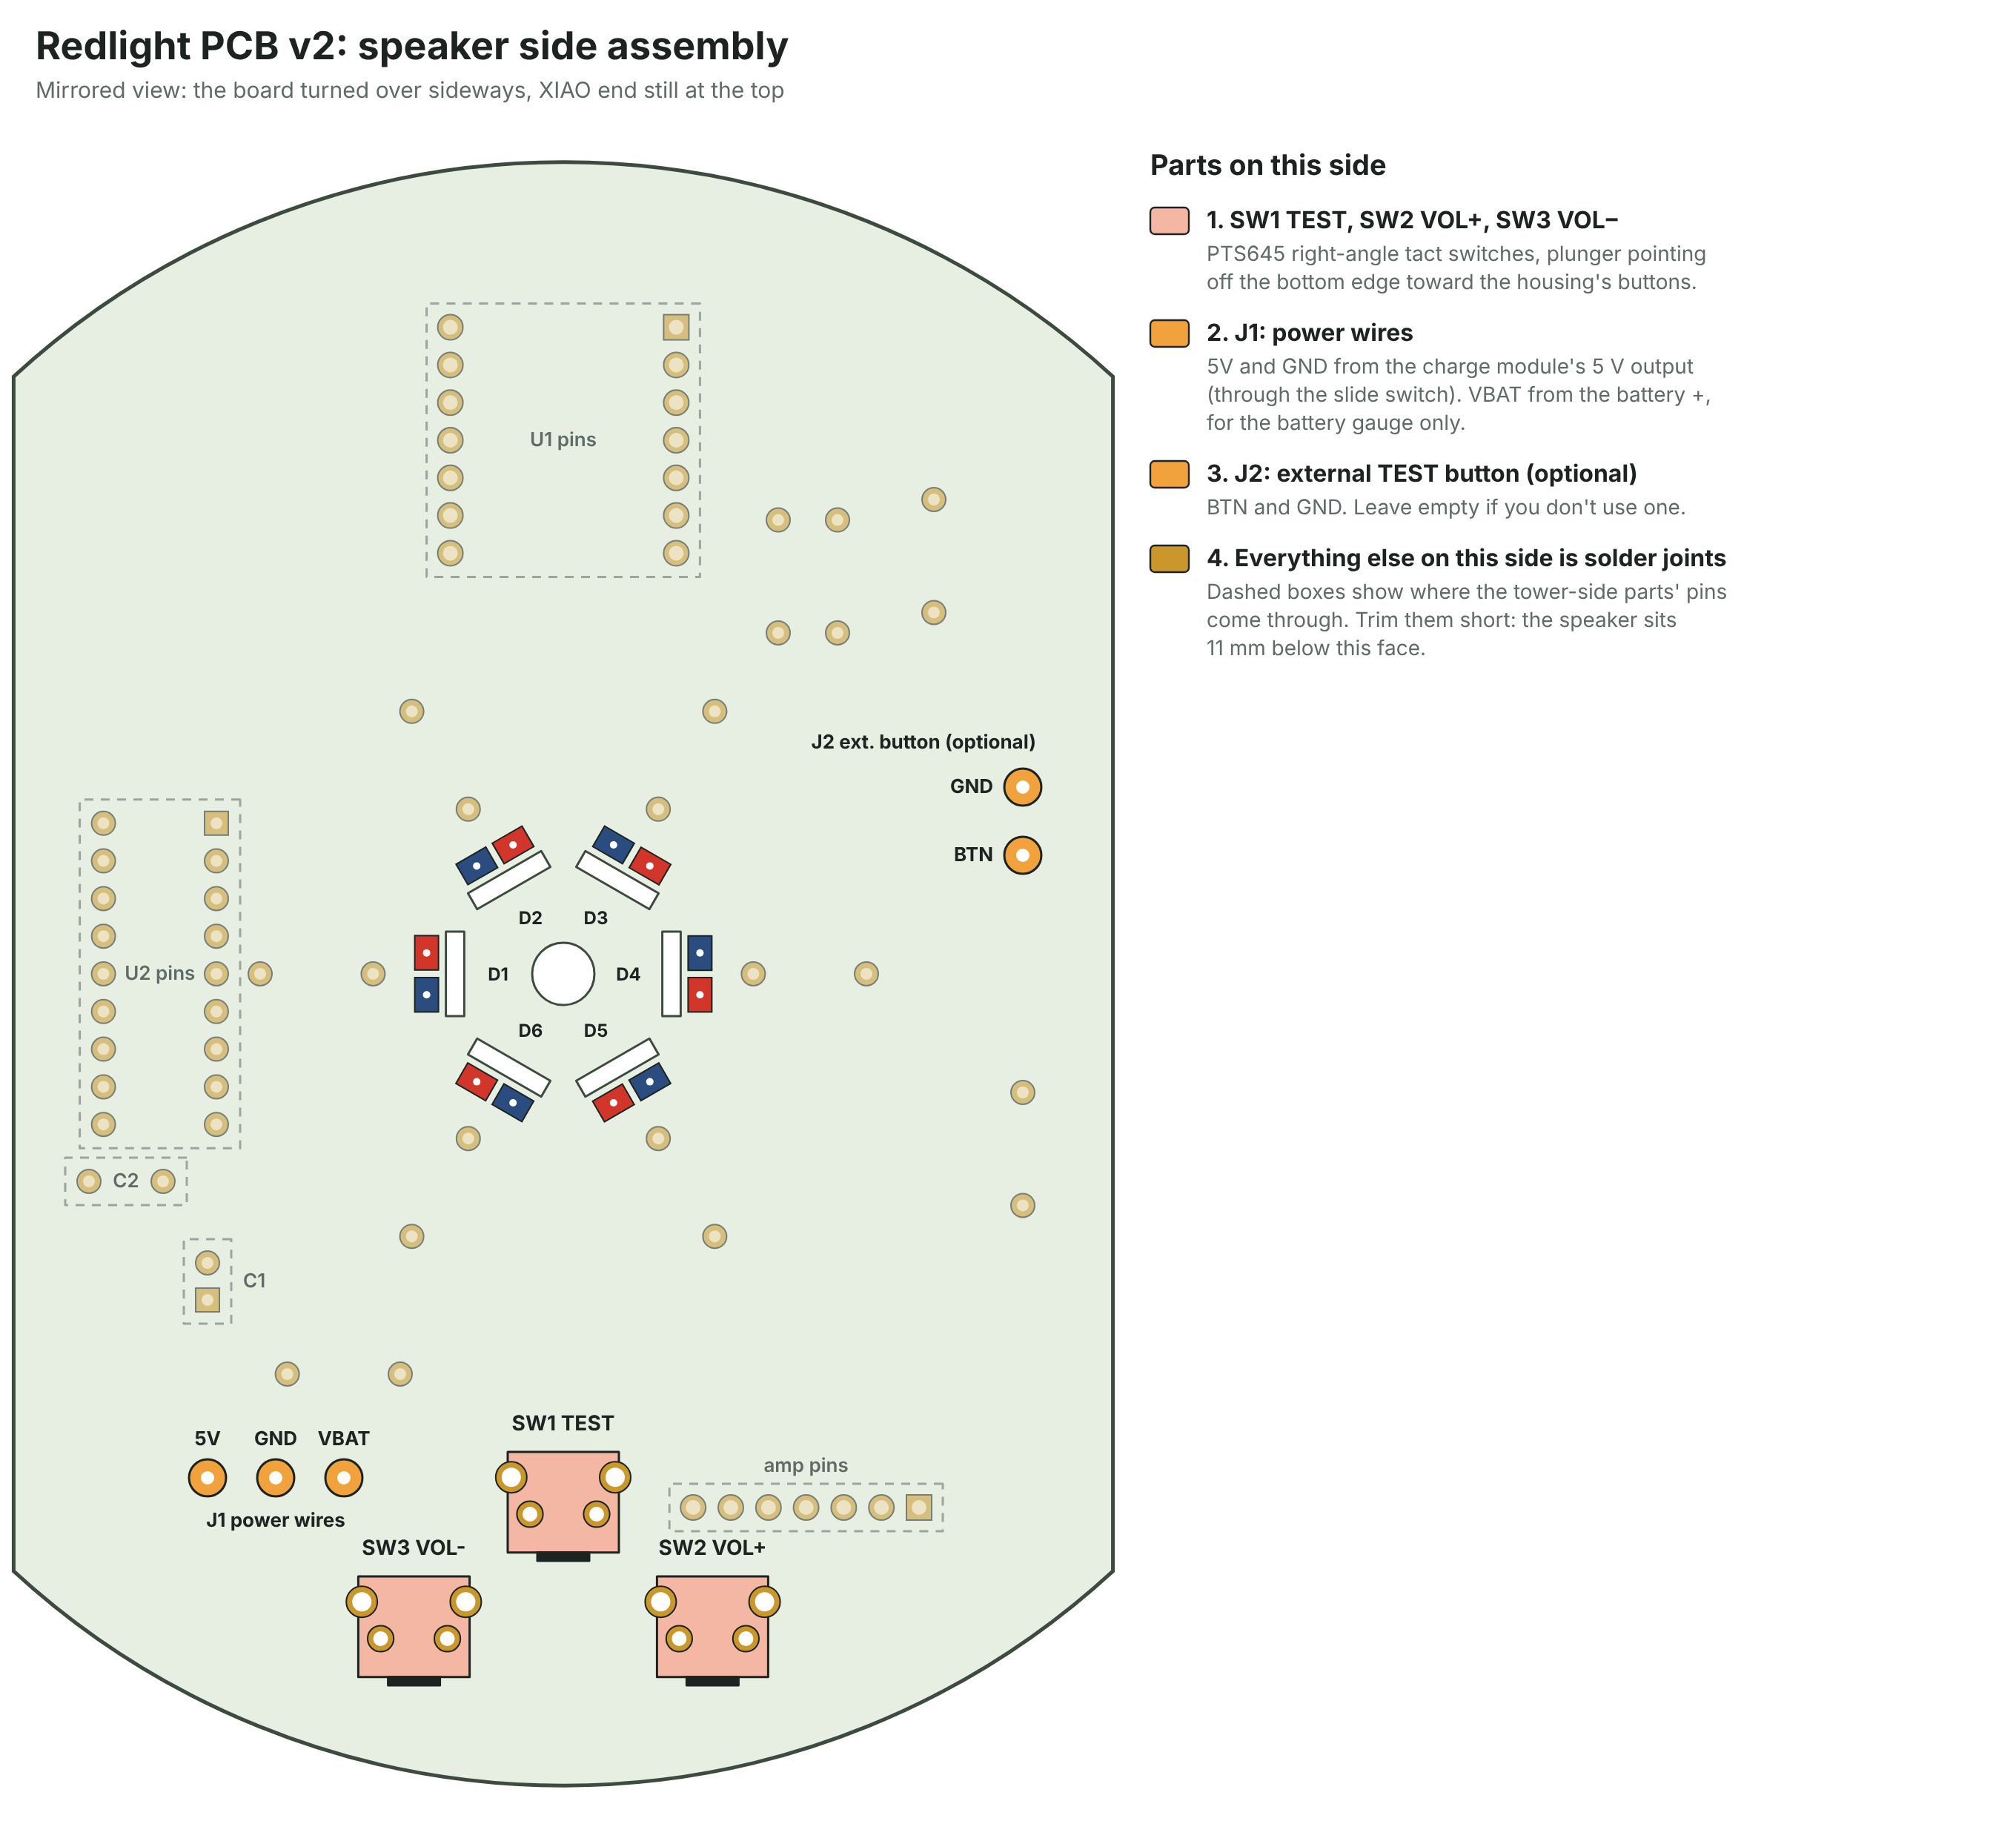 Redlight PCB v2: speaker side assembly
Mirrored view: the board turned over sideways, XIAO end still at the top
Parts on this side
1. SW1 TEST, SW2 VOL+, SW3 VOL−
PTS645 right-angle tact switches, plunger pointing
off the bottom edge toward the housing's buttons.
2. J1: power wires
5V and GND from the charge module's 5 V output
(through the slide switch). VBAT from the battery +,
for the battery gauge only.
3. J2: external TEST button (optional)
BTN and GND. Leave empty if you don't use one.
4. Everything else on this side is solder joints
Dashed boxes show where the tower-side parts' pins
come through. Trim them short: the speaker sits
11 mm below this face.
U1 pins
J2 ext. button (optional)
GND
BTN
D2 D3
U2 pins
D1 D4
D6 D5
C2
C1
SW1 TEST
5V GND VBAT
amp pins
J1 power wires
SW3 VOL- SW2 VOL+